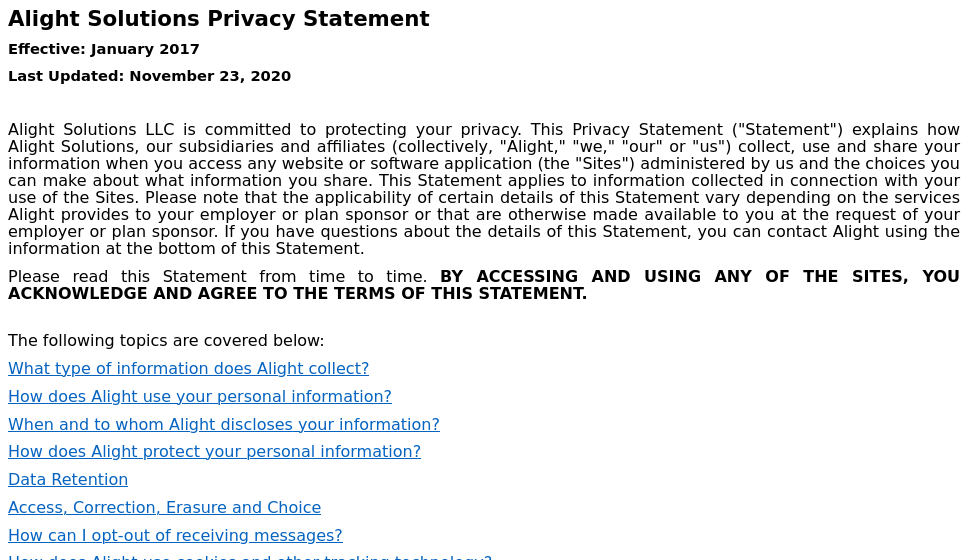 Alight Solutions Privacy Statement
Effective: January 2017
Last Updated: November 23, 2020
Alight Solutions LLC is committed to protecting your privacy. This Privacy Statement ("Statement") explains how
Alight Solutions, our subsidiaries and affiliates (collectively, "Alight," "we," "our" or "us") collect, use and share your
information when you access any website or software application (the "Sites") administered by us and the choices you
can make about what information you share. This Statement applies to information collected in connection with your
use of the Sites. Please note that the applicability of certain details of this Statement vary depending on the services
Alight provides to your employer or plan sponsor or that are otherwise made available to you at the request of your
employer or plan sponsor. If you have questions about the details of this Statement, you can contact Alight using the
information at the bottom of this Statement.
Please read this Statement from time to time. BY ACCESSING AND USING ANY OF THE SITES, YOU
ACKNOWLEDGE AND AGREE TO THE TERMS OF THIS STATEMENT.
The following topics are covered below:
What type of information does Alight collect?
How does Alight use your personal information?
When and to whom Alight discloses your information?
How does Alight protect your personal information?
Data Retention
Access, Correction, Erasure and Choice
How can I opt-out of receiving messages?
How does Alight use cookies and other tracking technology?